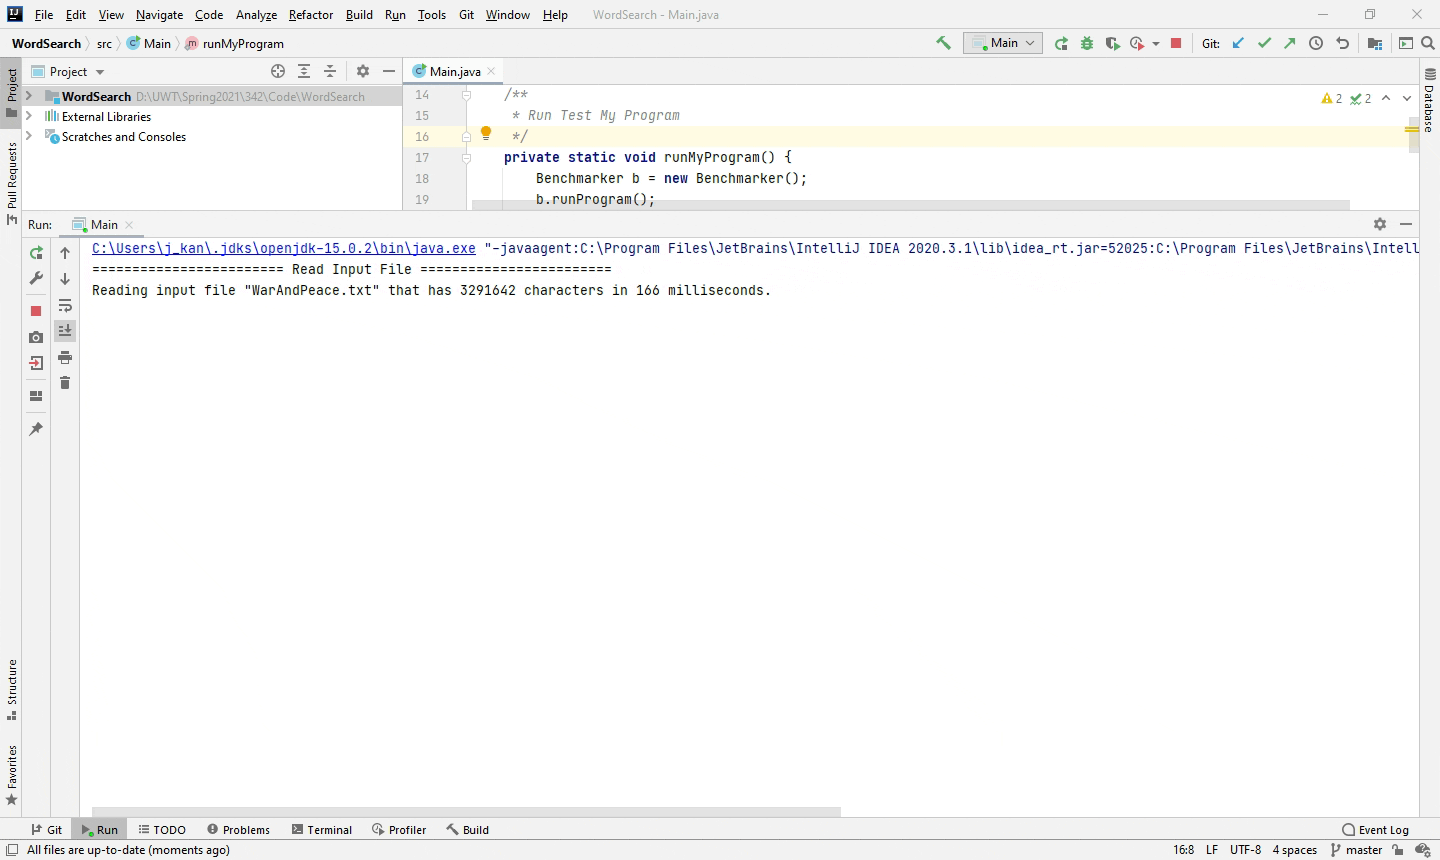 File Edit View Navigate Code Analyze Refactor Build Run Tools Git Window Help WordSearch - Main.java
WordSearch src Main runMyProgram Main Git:
Project Main.java
WordSearch D:\UWT\Spring2021\342\Code\WordSearch
External Libraries
Scratches and Consoles
14 /**
15 * Run Test My Program
16 */
17 private static void runMyProgram() {
18 Benchmarker b = new Benchmarker();
19 b.runProgram();
2 2
Project
Pull Requests
Structure
Favorites
Database
Run: Main
C:\Users\j_kan\.jdks\openjdk-15.0.2\bin\java.exe "-javaagent:C:\Program Files\JetBrains\IntelliJ IDEA 2020.3.1\lib\idea_rt.jar=52025:C:\Program Files\JetBrains\Intell
======================== Read Input File ========================
Reading input file "WarAndPeace.txt" that has 3291642 characters in 166 milliseconds.
Git Run TODO Problems Terminal Profiler Build Event Log
All files are up-to-date (moments ago) 16:8 LF UTF-8 4 spaces master